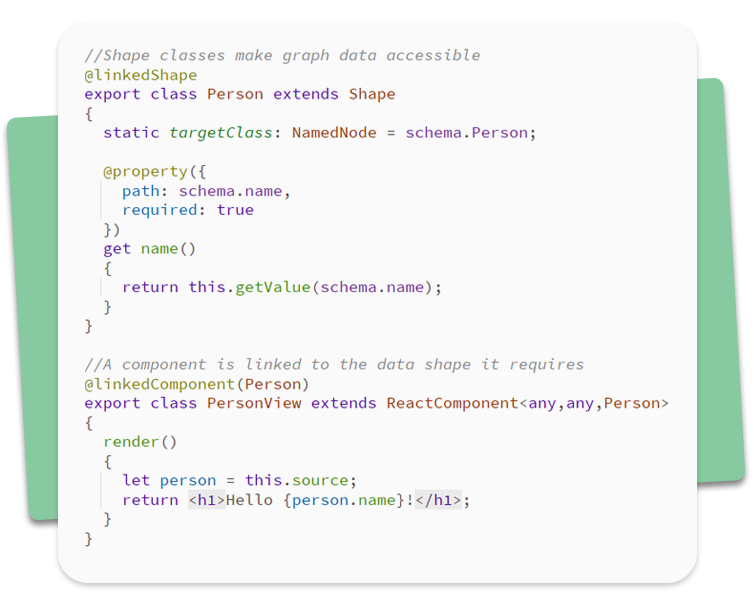 //Shape classes make graph data accessible
@linkedShape
export class Person extends Shape
{
  static targetClass: NamedNode = schema.Person;

  @property({
    path: schema.name,
    required: true
  })
  get name()
  {
    return this.getValue(schema.name);
  }
}

//A component is linked to the data shape it requires
@linkedComponent(Person)
export class PersonView extends ReactComponent<any,any,Person>
{
  render()
  {
    let person = this.source;
    return <h1>Hello {person.name}!</h1>;
  }
}